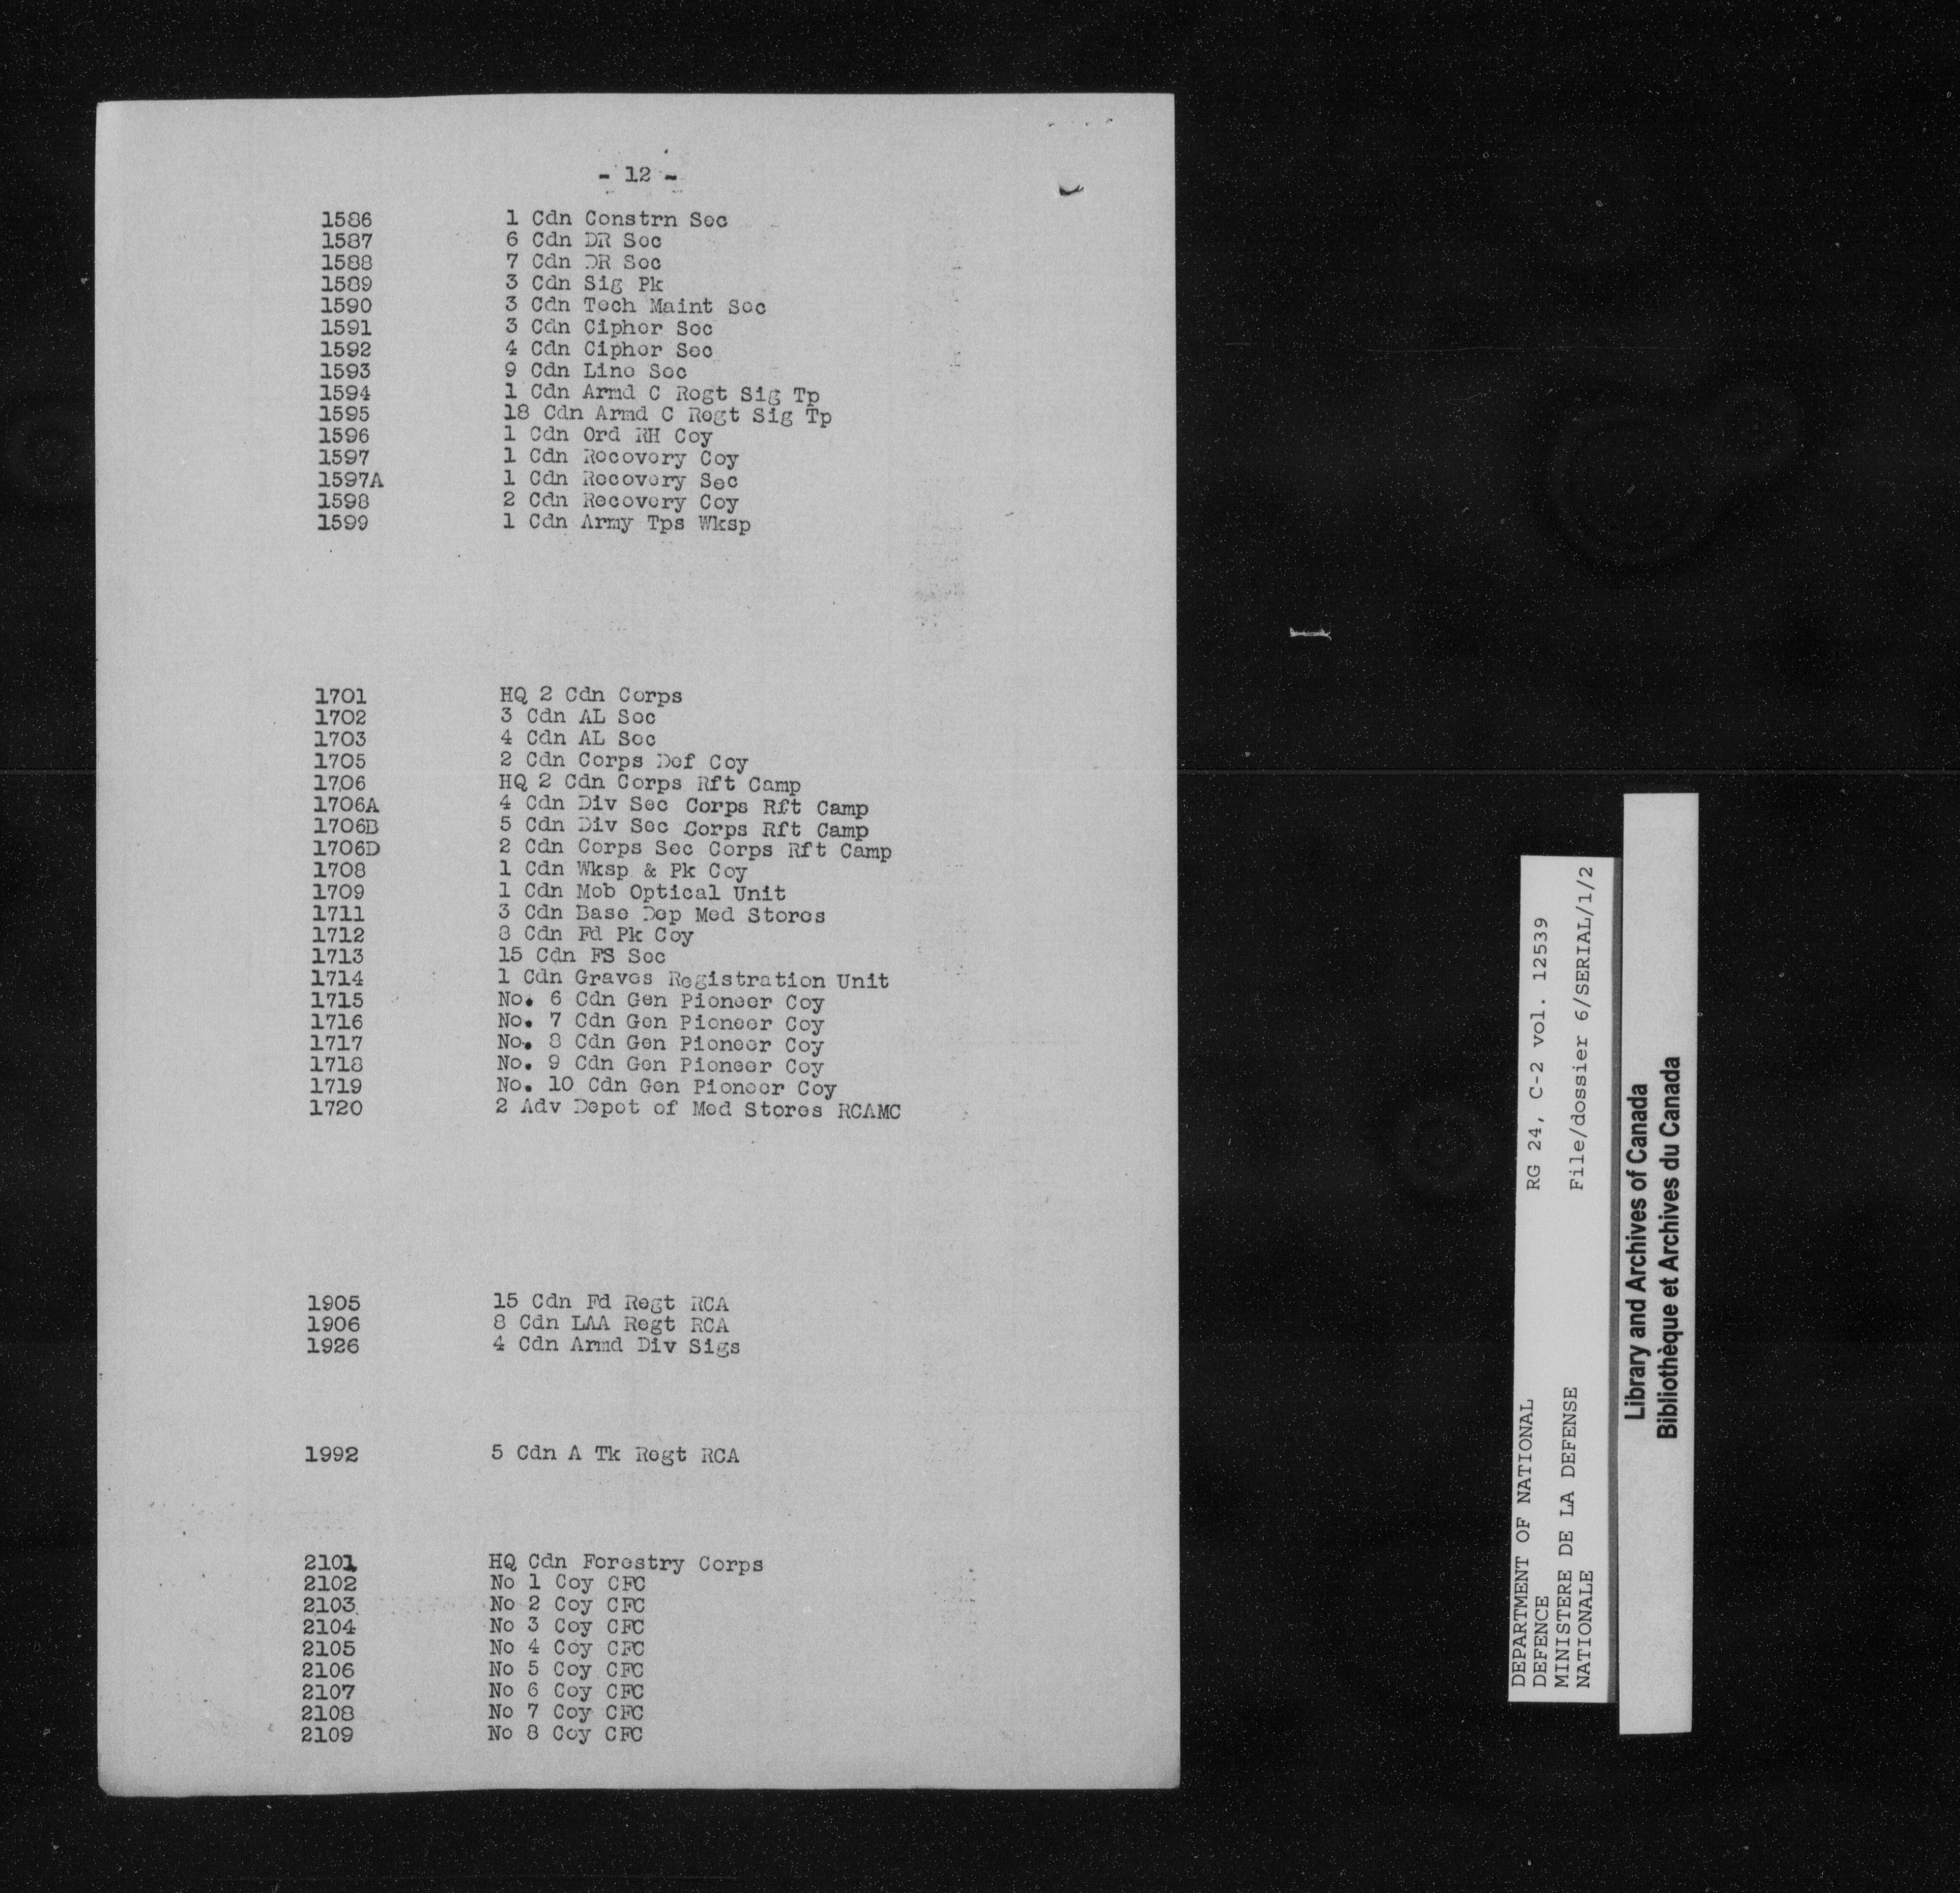 - 12 -
1586 1 Cdn Constrn Sec
1587 6 Cdn DR Sec
1588 7 Cdn DR Sec
1589 3 Cdn Sig Pk
1590 3 Cdn Tech Maint Sec
1591 3 Cdn Cipher Sec
1592 4 Cdn Cipher Sec
1593 9 Cdn Line Sec
1594 1 Cdn Armd C Regt Sig Tp
1595 18 Cdn Armd C Regt Sig Tp
1596 1 Cdn Ord RH Coy
1597 1 Cdn Recovery Coy
1597A 1 Cdn Recovery Sec
1598 2 Cdn Recovery Coy
1599 1 Cdn Army Tps Wksp
1701 HQ 2 Cdn Corps
1702 3 Cdn AL Sec
1703 4 Cdn AL Sec
1705 2 Cdn Corps Def Coy
1706 HQ 2 Cdn Corps Rft Camp
1706A 4 Cdn Div Sec Corps Rft Camp
1706B 5 Cdn Div Sec Corps Rft Camp
1706D 2 Cdn Corps Sec Corps Rft Camp
1708 1 Cdn Wksp & Pk Coy
1709 1 Cdn Mob Optical Unit
1711 3 Cdn Base Dep Med Stores
1712 8 Cdn Fd Pk Coy
1713 15 Cdn FS Sec
1714 1 Cdn Graves Registration Unit
1715 No. 6 Cdn Gen Pioneer Coy
1716 No. 7 Cdn Gen Pioneer Coy
1717 No. 8 Cdn Gen Pioneer Coy
1718 No. 9 Cdn Gen Pioneer Coy
1719 No. 10 Cdn Gen Pioneer Coy
1720 2 Adv Depot of Med Stores RCAMC
1905 15 Cdn Fd Regt RCA
1906 8 Cdn LAA Regt RCA
1926 4 Cdn Armd Div Sigs
1992 5 Cdn A Tk Regt RCA
2101 HQ Cdn Forestry Corps
2102 No 1 Coy CFC
2103 No 2 Coy CFC
2104 No 3 Coy CFC
2105 No 4 Coy CFC
2106 No 5 Coy CFC
2107 No 6 Coy CFC
2108 No 7 Coy CFC
2109 No 8 Coy CFC
DEPARTMENT OF NATIONAL RG 24, C-2 vol. 12539
DEFENCE
MINISTERE DE LA DEFENSE File/dossier 6/SERIAL/1/2
NATIONALE
Library and Archives of Canada
Bibliothèque et Archives du Canada